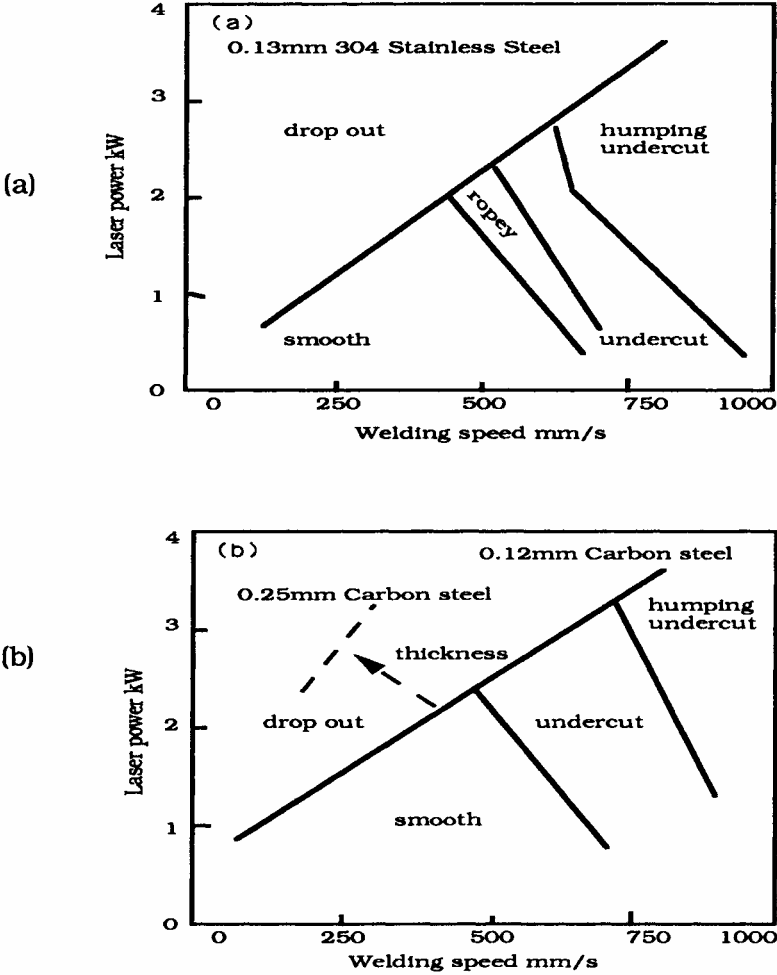 (a)
4
(a)
0.13mm 304 Stainless Steel
3
drop out
humping
undercut
Laser power kW
2
ropey
1
smooth
undercut
0
0
250
500
750
1000
Welding speed mm/s
(b)
4
(b)
0.12mm Carbon steel
0.25mm Carbon steel
humping
undercut
3
thickness
Laser power kW
2
drop out
undercut
1
smooth
0
0
250
500
750
1000
Welding speed mm/s